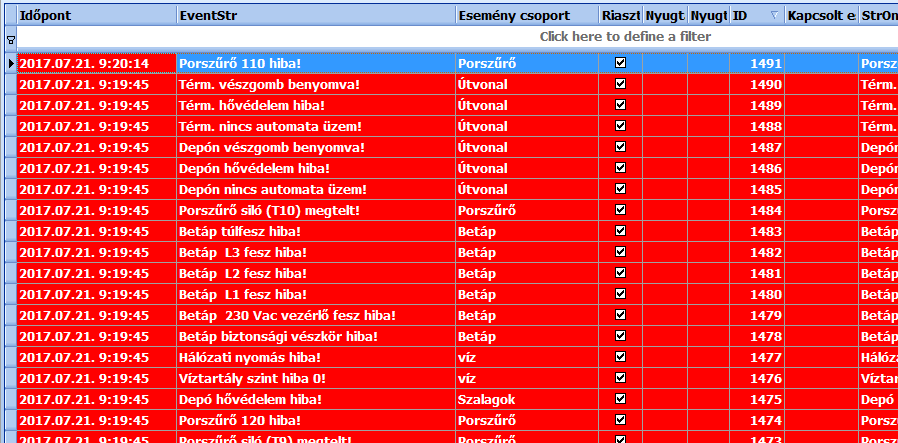 Időpont EventStr Esemény csoport Riaszt Nyugt Nyugt ID Kapcsolt e StrOn
Click here to define a filter
2017.07.21. 9:20:14 Porszűrő 110 hiba! Porszűrő 1491 Porsz
2017.07.21. 9:19:45 Térm. vészgomb benyomva! Útvonal 1490 Térm.
2017.07.21. 9:19:45 Térm. hővédelem hiba! Útvonal 1489 Térm.
2017.07.21. 9:19:45 Térm. nincs automata üzem! Útvonal 1488 Térm.
2017.07.21. 9:19:45 Depón vészgomb benyomva! Útvonal 1487 Depón
2017.07.21. 9:19:45 Depón hővédelem hiba! Útvonal 1486 Depón
2017.07.21. 9:19:45 Depón nincs automata üzem! Útvonal 1485 Depón
2017.07.21. 9:19:45 Porszűrő siló (T10) megtelt! Porszűrő 1484 Porsz
2017.07.21. 9:19:45 Betáp túlfesz hiba! Betáp 1483 Betáp
2017.07.21. 9:19:45 Betáp L3 fesz hiba! Betáp 1482 Betáp
2017.07.21. 9:19:45 Betáp L2 fesz hiba! Betáp 1481 Betáp
2017.07.21. 9:19:45 Betáp L1 fesz hiba! Betáp 1480 Betáp
2017.07.21. 9:19:45 Betáp 230 Vac vezérlő fesz hiba! Betáp 1479 Betáp
2017.07.21. 9:19:45 Betáp biztonsági vészkör hiba! Betáp 1478 Betáp
2017.07.21. 9:19:45 Hálózati nyomás hiba! víz 1477 Hálóza
2017.07.21. 9:19:45 Víztartály szint hiba 0! víz 1476 Víztar
2017.07.21. 9:19:45 Depó hővédelem hiba! Szalagok 1475 Depó
2017.07.21. 9:19:45 Porszűrő 120 hiba! Porszűrő 1474 Porsz
2017.07.21. 9:19:45 Porszűrő siló (T9) megtelt! Porszűrő 1473 Porsz